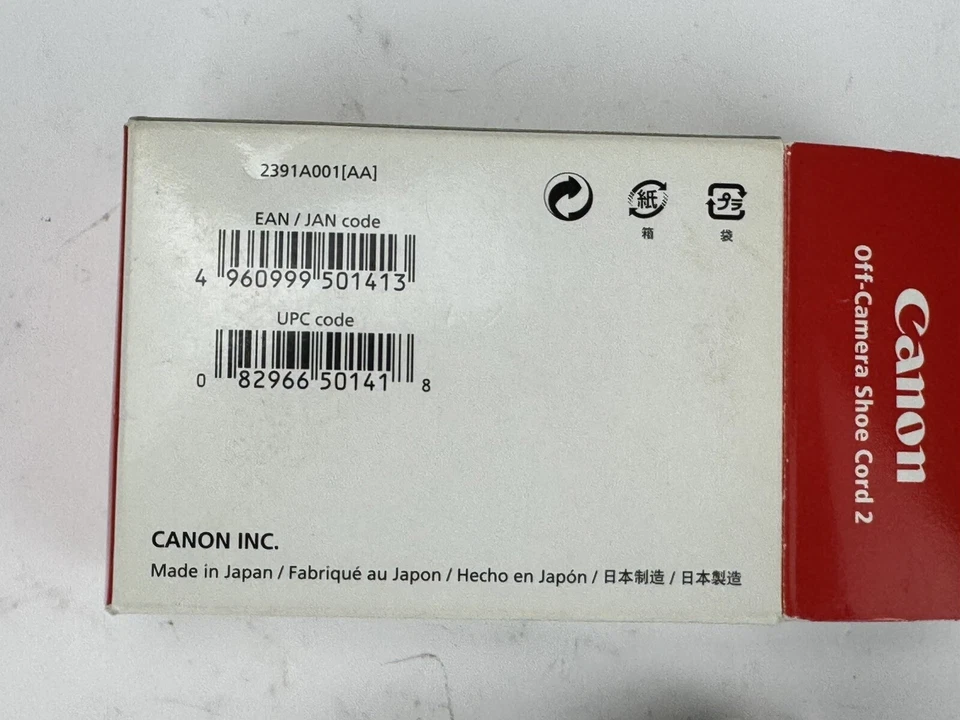 2391A001[AA]
EAN / JAN code
4 960999 501413
UPC code
0 82966 50141 8
紙
箱
プラ
袋
CANON INC.
Made in Japan / Fabriqué au Japon / Hecho en Japón / 日本制造 / 日本製造
Canon
Off-Camera Shoe Cord 2